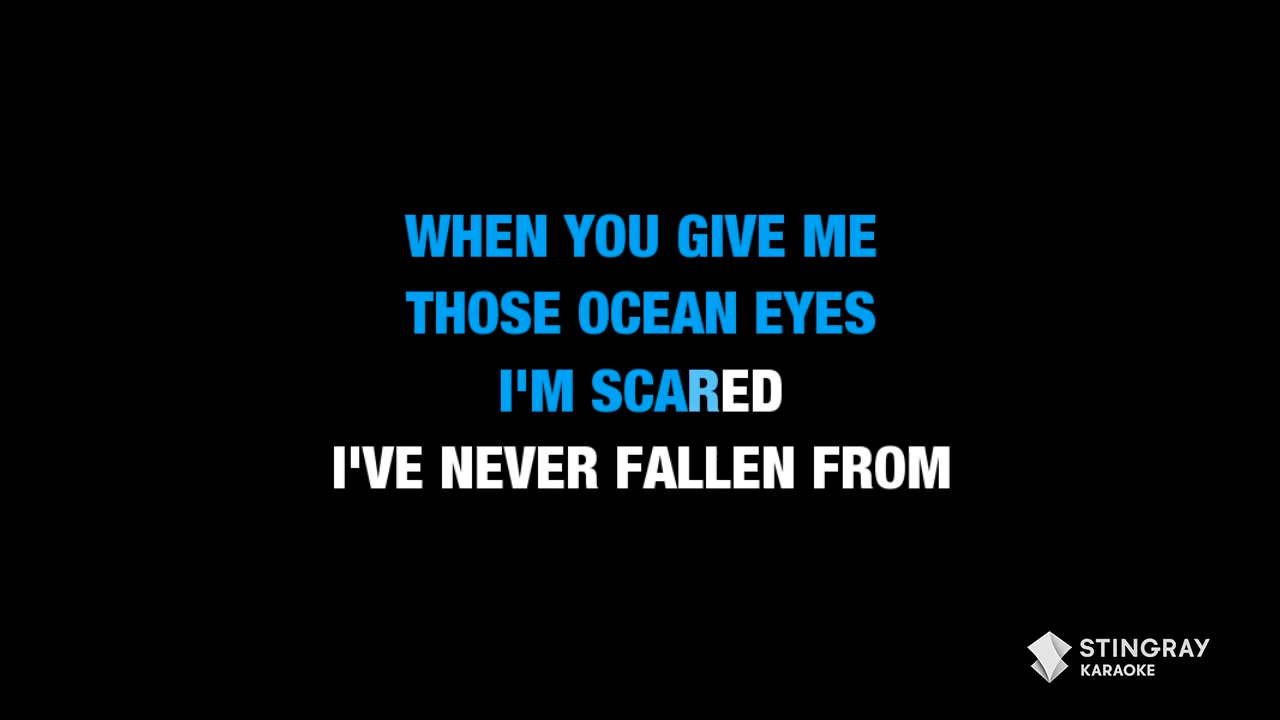 WHEN YOU GIVE ME
THOSE OCEAN EYES
I'M SCARED
I'VE NEVER FALLEN FROM
STINGRAY
KARAOKE